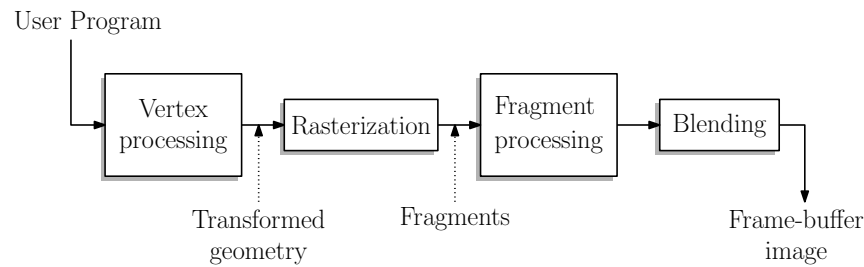 User Program
Vertex
processing
Rasterization
Fragment
processing
Blending
Transformed
geometry
Fragments
Frame-buffer
image